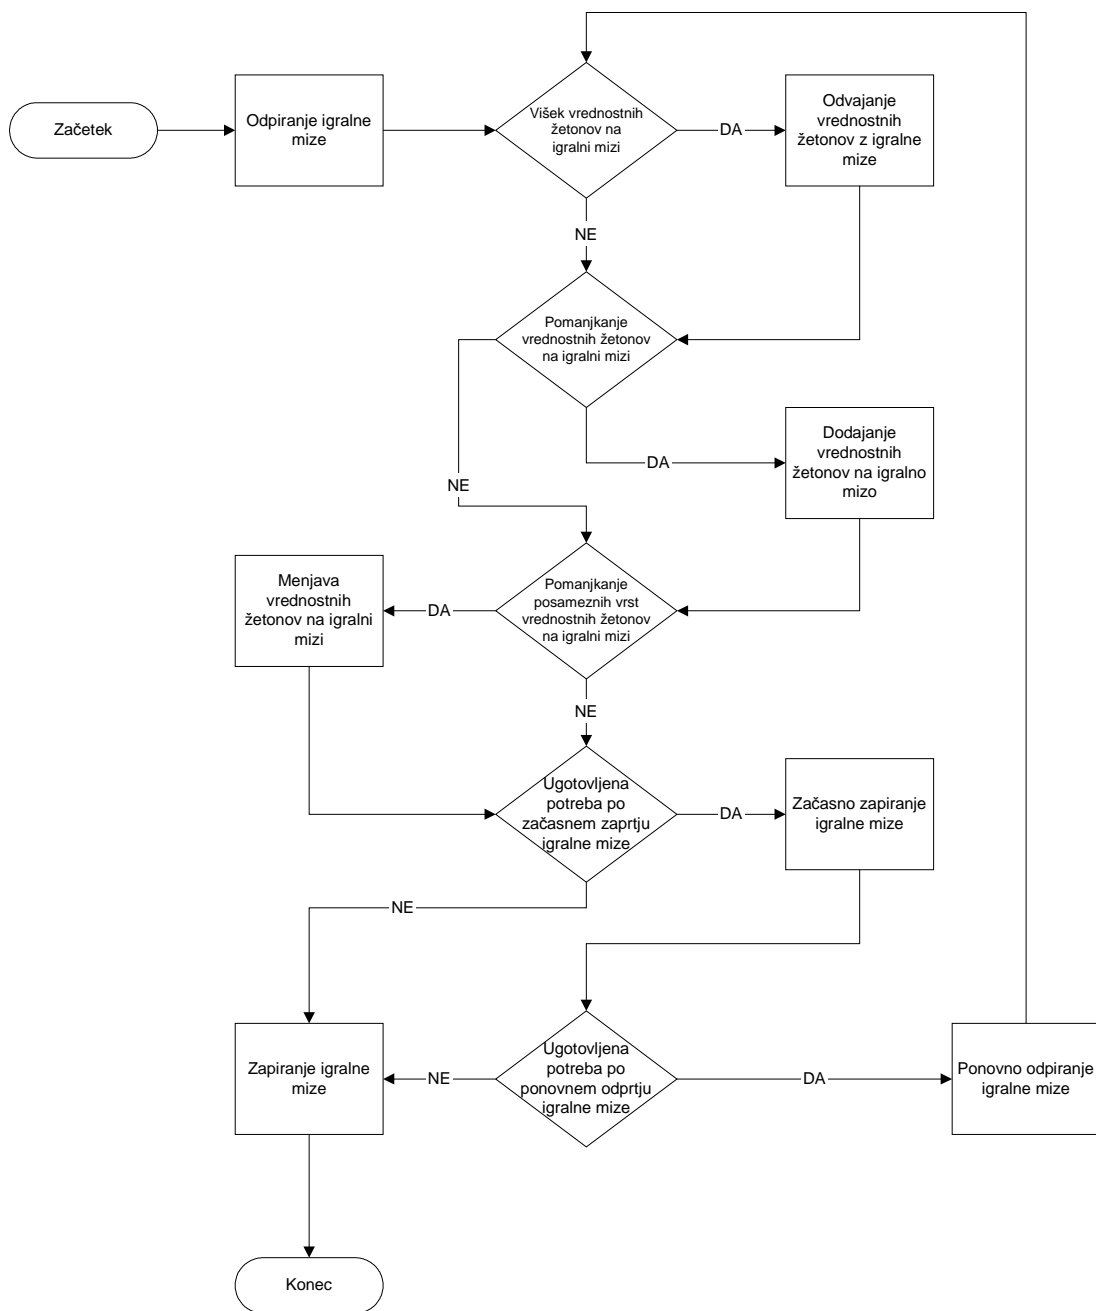 Začetek
Odpiranje igralne
mize
Višek vrednostnih
žetonov na
igralni mizi
DA
Odvajanje
vrednostnih
žetonov z igralne
mize
NE
Pomanjkanje
vrednostnih žetonov
na igralni mizi
DA
Dodajanje
vrednostnih
žetonov na igralno
mizo
NE
Menjava
vrednostnih
žetonov na igralni
mizi
DA
Pomanjkanje
posameznih vrst
vrednostnih žetonov
na igralni mizi
NE
Ugotovljena
potreba po
začasnem zaprtju
igralne mize
DA
Začasno zapiranje
igralne mize
NE
Zapiranje igralne
mize
NE
Ugotovljena
potreba po
ponovnem odprtju
igralne mize
DA
Ponovno odpiranje
igralne mize
Konec